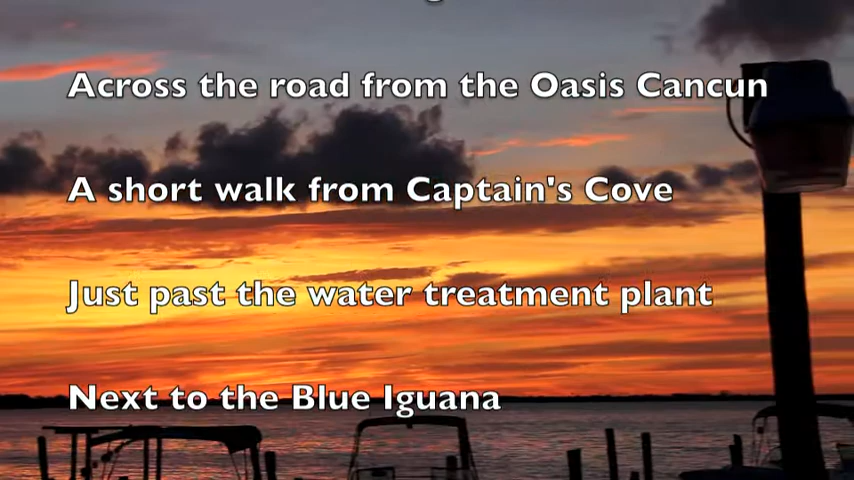 Across the road from the Oasis Cancun
A short walk from Captain's Cove
Just past the water treatment plant
Next to the Blue Iguana